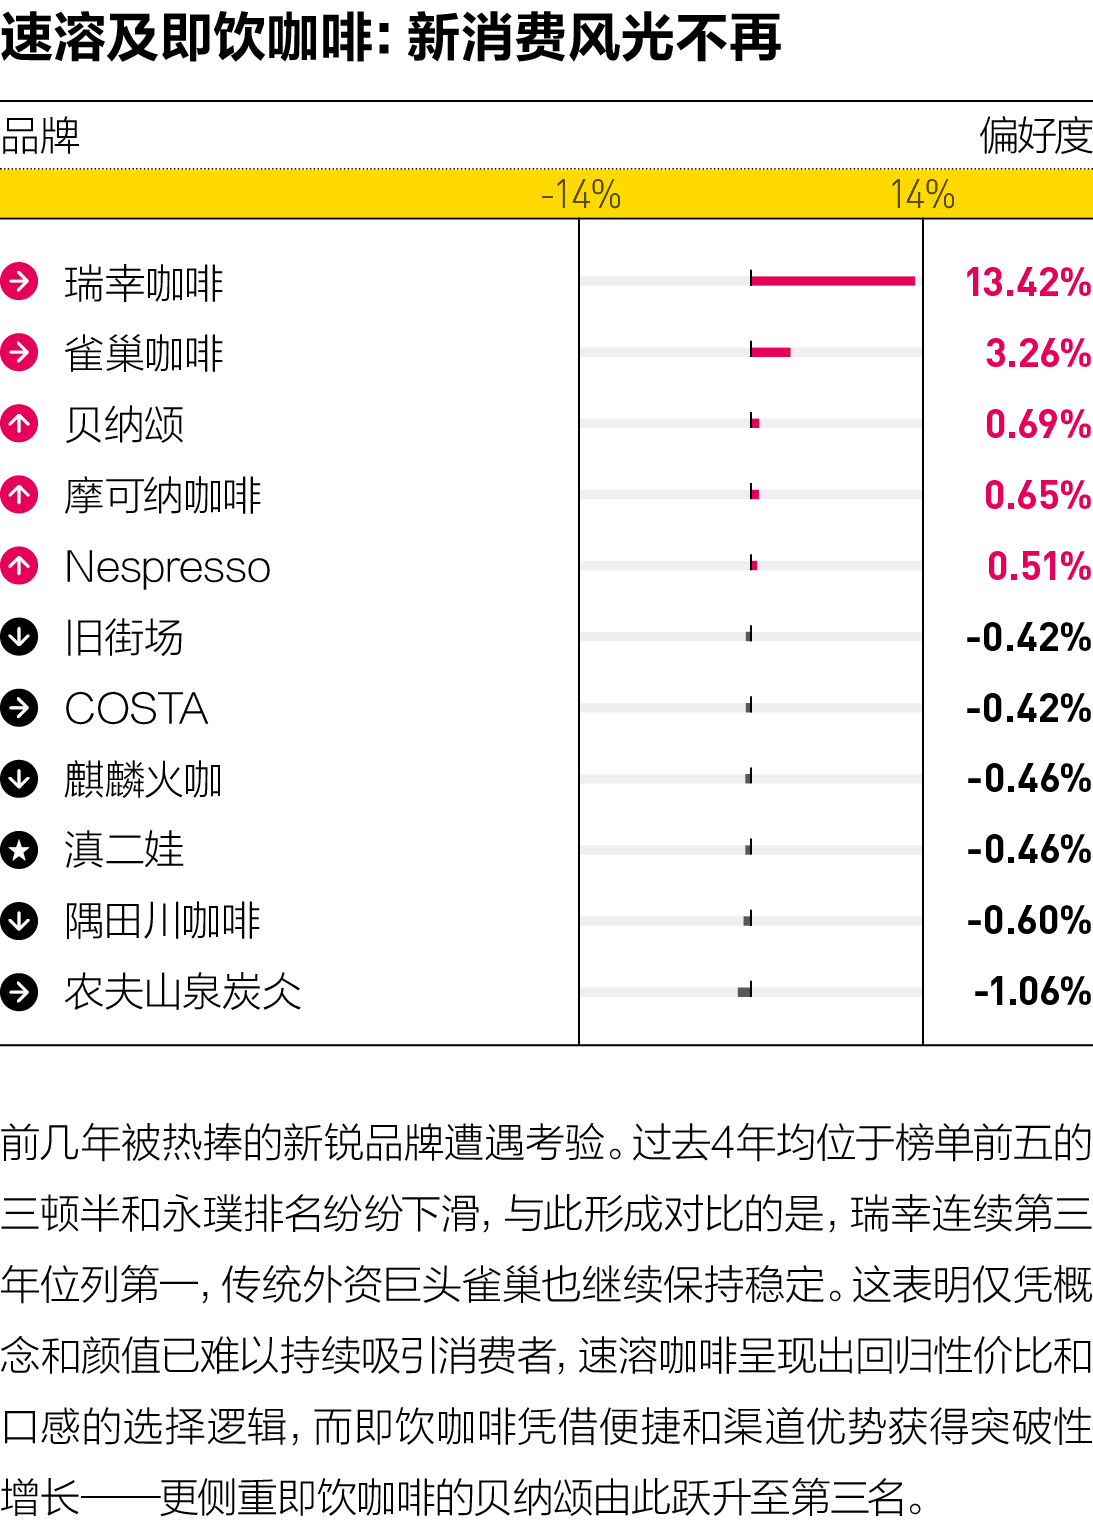 速溶及即饮咖啡：新消费风光不再
品牌 偏好度
-14% 14%
瑞幸咖啡 13.42%
雀巢咖啡 3.26%
贝纳颂 0.69%
摩可纳咖啡 0.65%
Nespresso 0.51%
旧街场 -0.42%
COSTA -0.42%
麒麟火咖 -0.46%
滇二娃 -0.46%
隅田川咖啡 -0.60%
农夫山泉炭仌 -1.06%
前几年被热捧的新锐品牌遭遇考验。过去4年均位于榜单前五的
三顿半和永璞排名纷纷下滑，与此形成对比的是，瑞幸连续第三
年位列第一，传统外资巨头雀巢也继续保持稳定。这表明仅凭概
念和颜值已难以持续吸引消费者，速溶咖啡呈现出回归性价比和
口感的选择逻辑，而即饮咖啡凭借便捷和渠道优势获得突破性
增长——更侧重即饮咖啡的贝纳颂由此跃升至第三名。